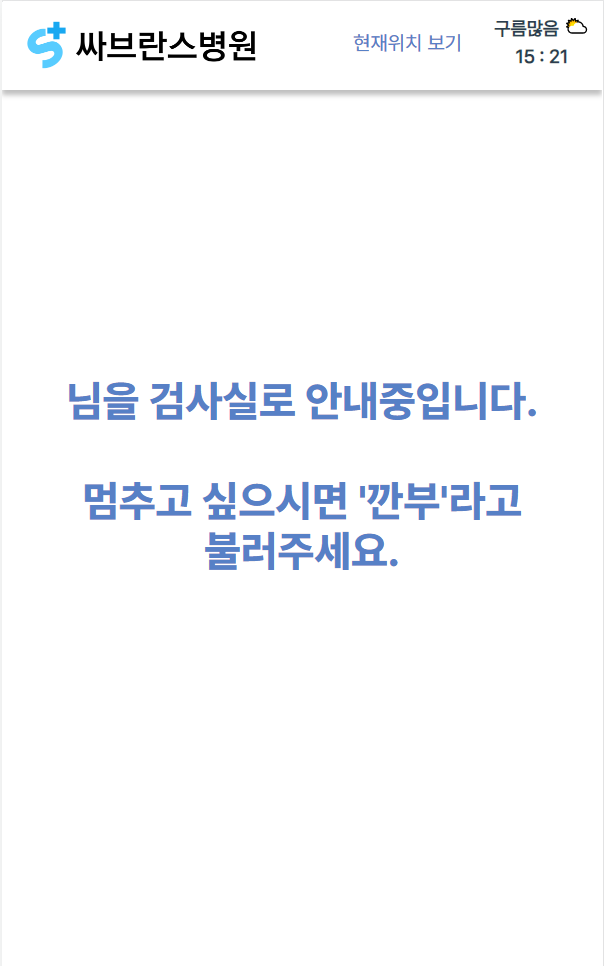 싸브란스병원
현재위치 보기
구름많음
15 : 21
님을 검사실로 안내중입니다.
멈추고 싶으시면 '깐부'라고
불러주세요.